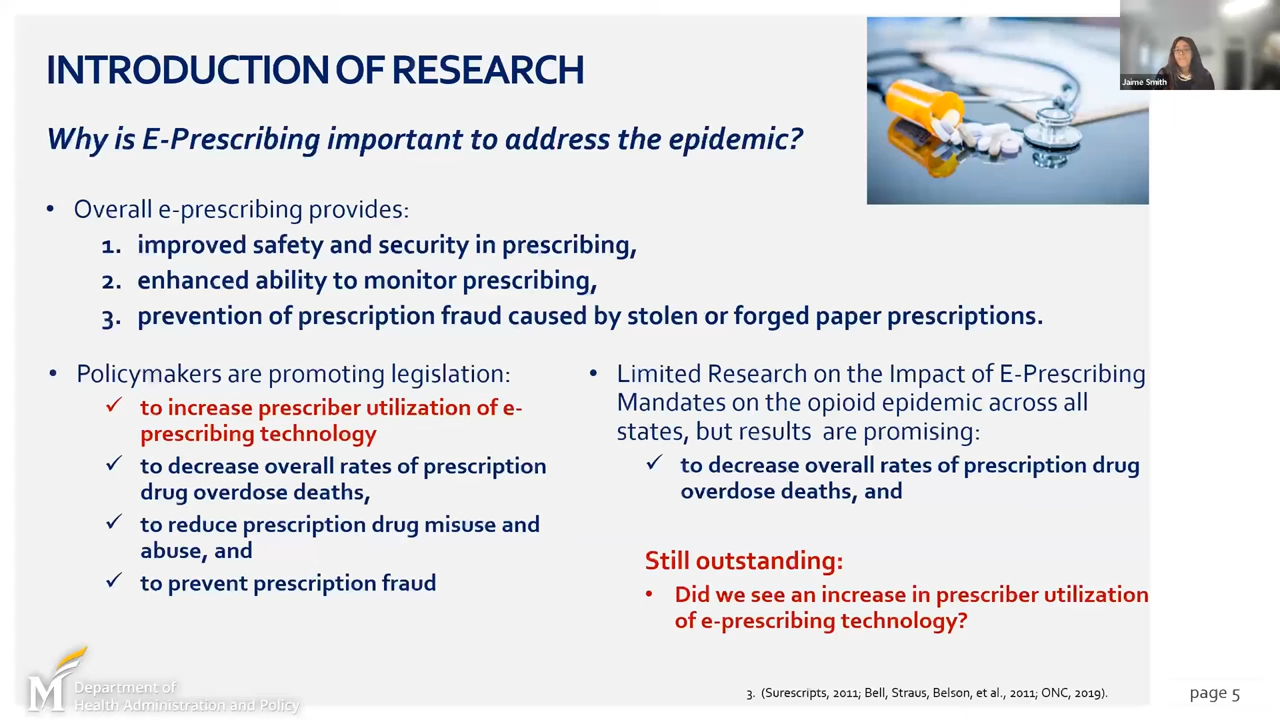 INTRODUCTION OF RESEARCH
Jaime Smith
Why is E-Prescribing important to address the epidemic?
• Overall e-prescribing provides:
1. improved safety and security in prescribing,
2. enhanced ability to monitor prescribing,
3. prevention of prescription fraud caused by stolen or forged paper prescriptions.
• Policymakers are promoting legislation:
✓ to increase prescriber utilization of e-
prescribing technology
✓ to decrease overall rates of prescription
drug overdose deaths,
✓ to reduce prescription drug misuse and
abuse, and
✓ to prevent prescription fraud
• Limited Research on the Impact of E-Prescribing
Mandates on the opioid epidemic across all
states, but results are promising:
✓ to decrease overall rates of prescription drug
overdose deaths, and
Still outstanding:
• Did we see an increase in prescriber utilization
of e-prescribing technology?
M
Department of
Health Administration and Policy
3. (Surescripts, 2011; Bell, Straus, Belson, et al., 2011; ONC, 2019).
page 5